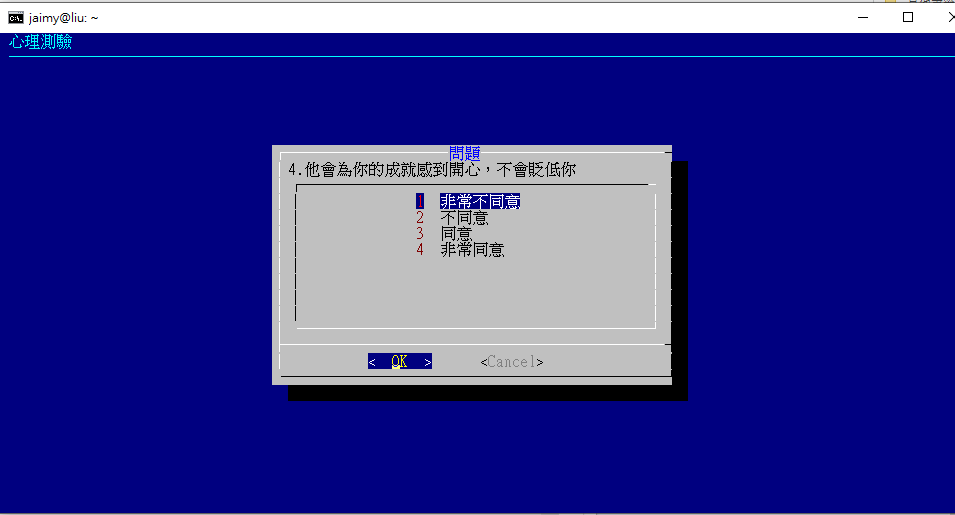 jaimy@liu: ~
心理測驗
問題
4.他會為你的成就感到開心，不會貶低你
1 非常不同意
2 不同意
3 同意
4 非常同意
< OK > <Cancel>